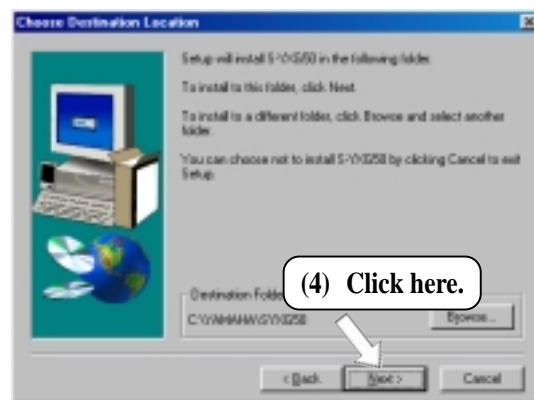 Choose Destination Location
Setup will install S-YXG50 in the following folder.
To install to this folder, click Next.
To install to a different folder, click Browse and select another
folder.
You can choose not to install S-YXG50 by clicking Cancel to exit
Setup.
(4) Click here.
Destination Folder
C:\YAMAHA\SYXG50
Browse...
< Back
Next >
Cancel